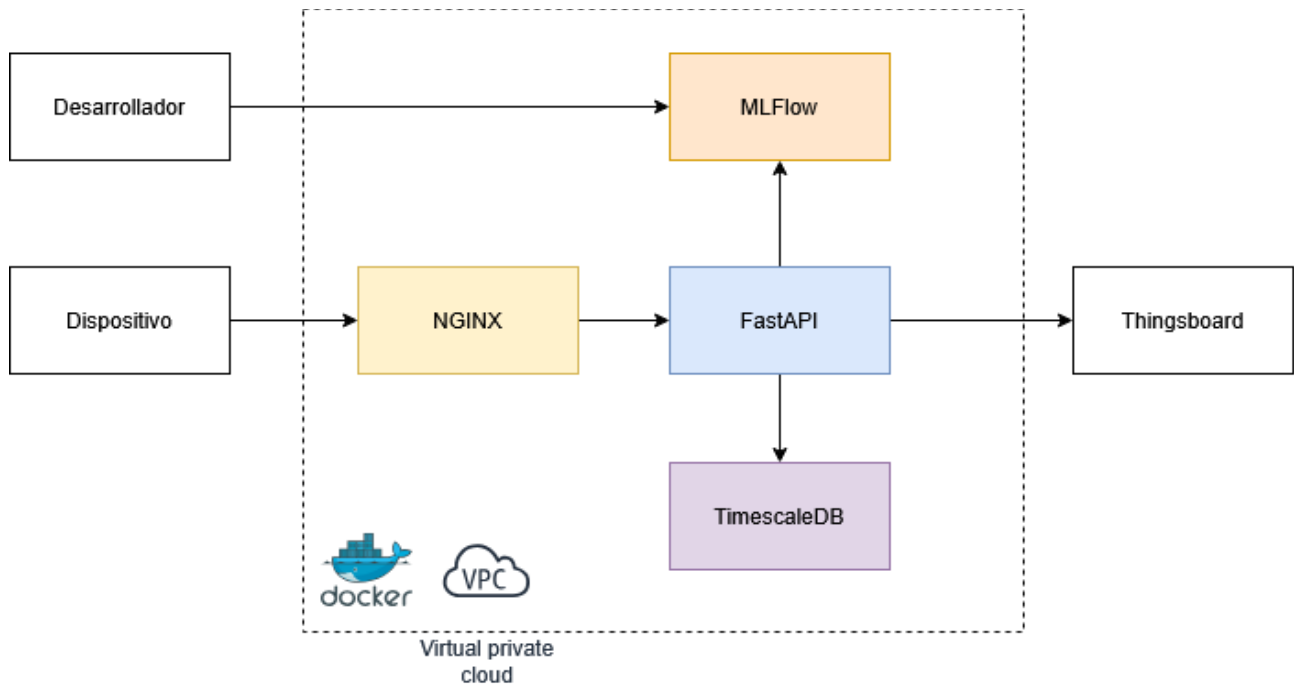 Desarrollador
MLFlow
Dispositivo
NGINX
FastAPI
Thingsboard
TimescaleDB
docker
VPC
Virtual private
cloud